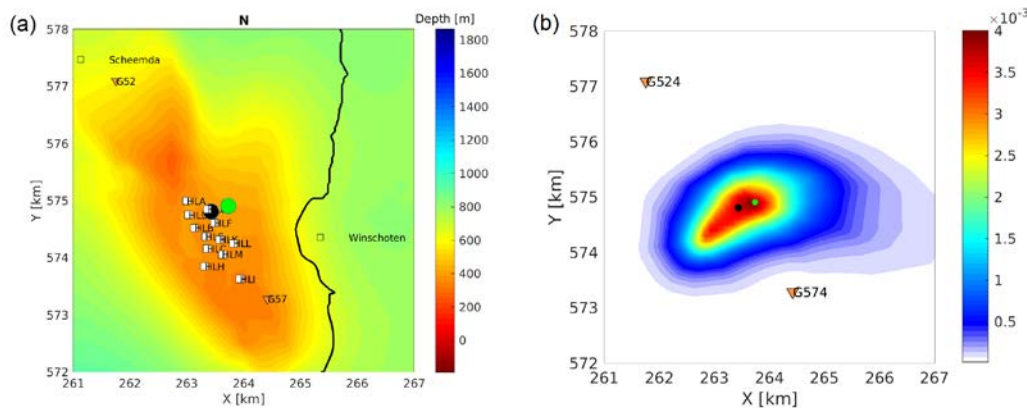 (a)
N
Depth [m]
578
577
576
575
574
573
572
Y [km]
261
262
263
264
265
266
267
X [km]
Scheemda
G52
HLA
HLF
HLL
HLM
HLH
HLI
G57
Winschoten
1800
1600
1400
1200
1000
800
600
400
200
0
(b)
578
577
576
575
574
573
572
Y [km]
261
262
263
264
265
266
267
X [km]
G524
G574
×10⁻³
4
3.5
3
2.5
2
1.5
1
0.5